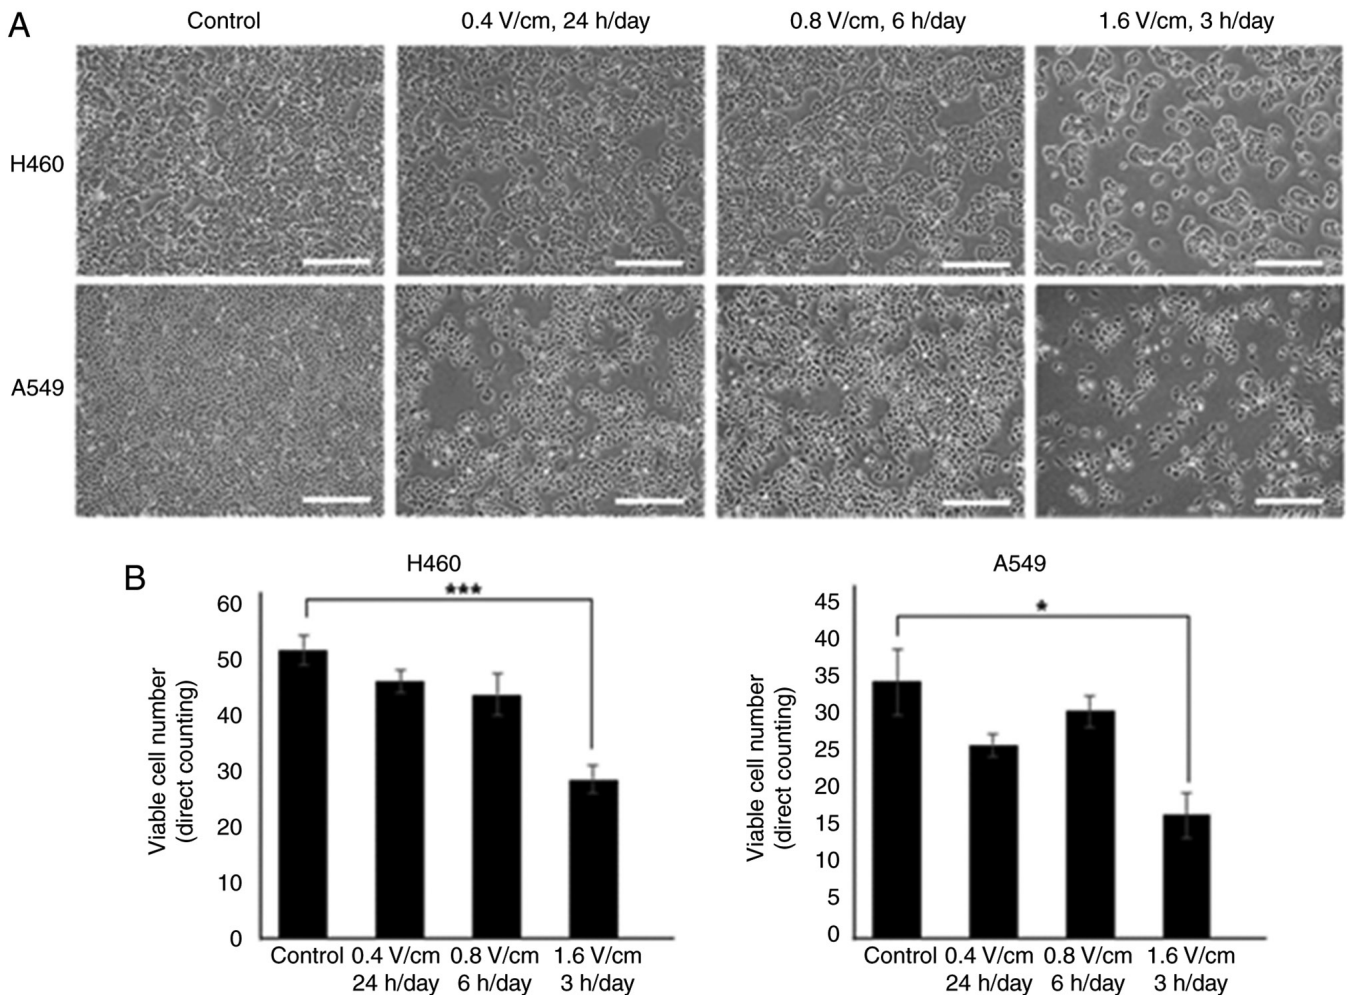 A
Control
0.4 V/cm, 24 h/day
0.8 V/cm, 6 h/day
1.6 V/cm, 3 h/day
H460
A549
B
H460
***
60
50
40
30
20
10
0
Viable cell number
(direct counting)
Control 0.4 V/cm 0.8 V/cm 1.6 V/cm
24 h/day 6 h/day 3 h/day
A549
*
45
40
35
30
25
20
15
10
5
0
Viable cell number
(direct counting)
Control 0.4 V/cm 0.8 V/cm 1.6 V/cm
24 h/day 6 h/day 3 h/day